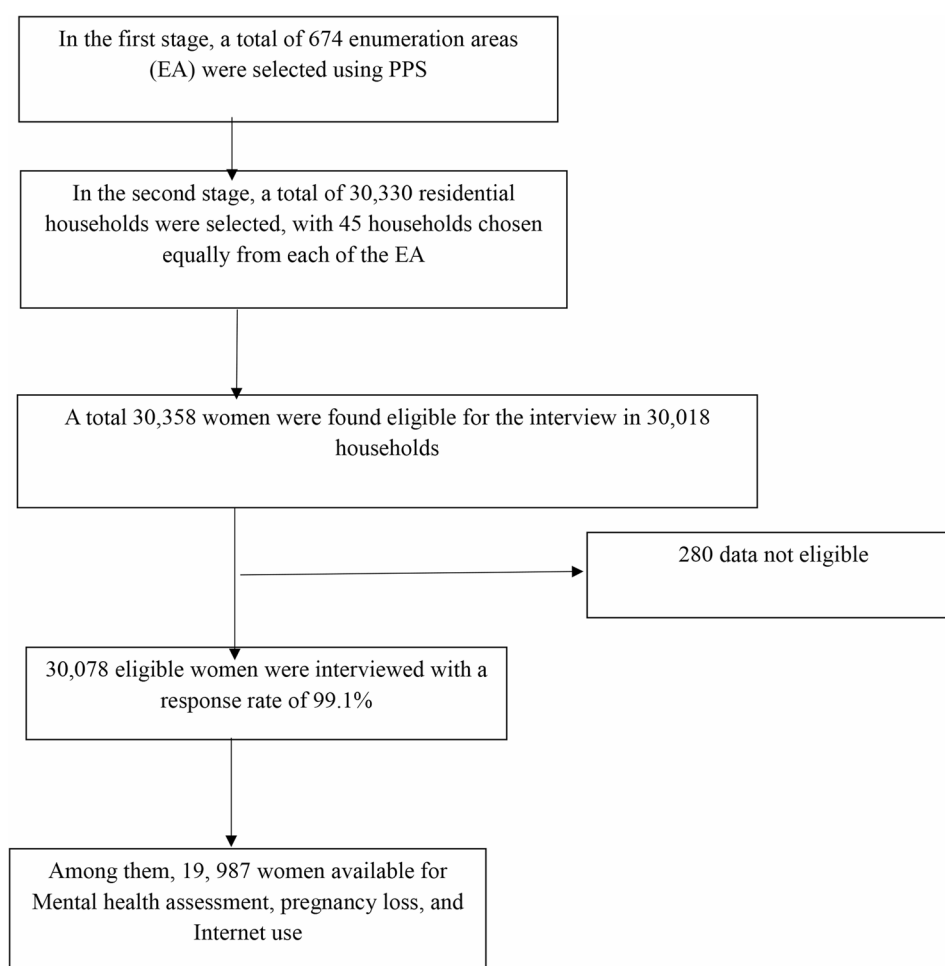 In the first stage, a total of 674 enumeration areas
(EA) were selected using PPS
In the second stage, a total of 30,330 residential
households were selected, with 45 households chosen
equally from each of the EA
A total 30,358 women were found eligible for the interview in 30,018
households
280 data not eligible
30,078 eligible women were interviewed with a
response rate of 99.1%
Among them, 19, 987 women available for
Mental health assessment, pregnancy loss, and
Internet use